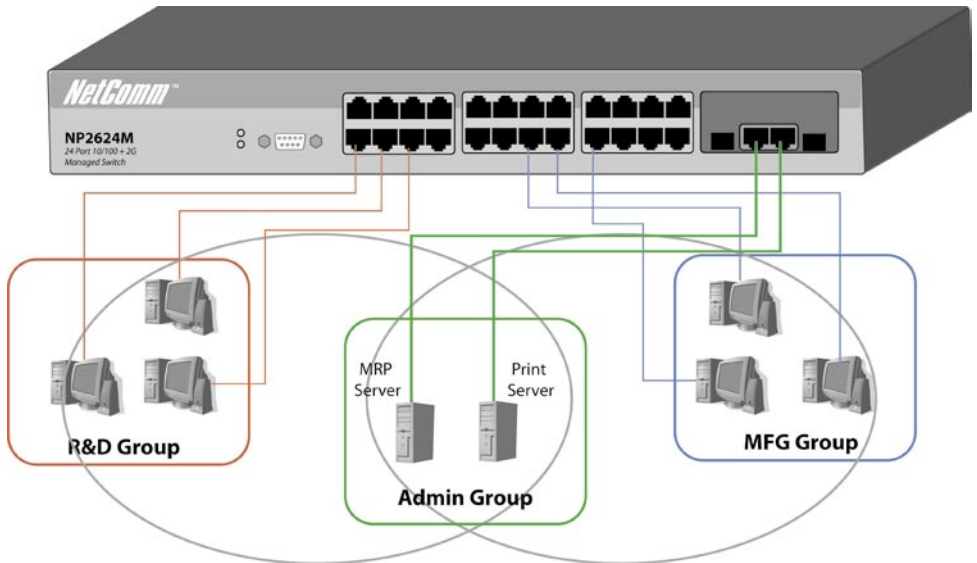 NetComm™
NP2624M
24 Port 10/100 + 2G
Managed Switch
MRP
Server
Print
Server
R&D Group
Admin Group
MFG Group